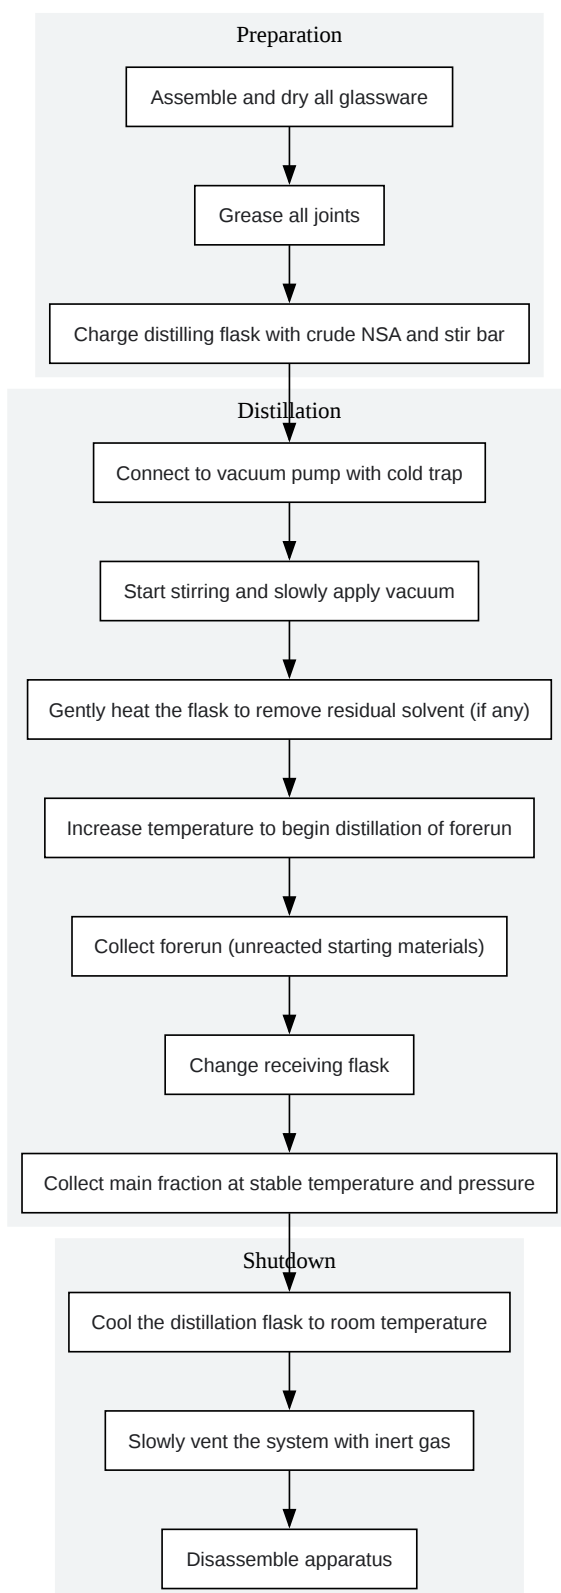 Preparation
Assemble and dry all glassware
Grease all joints
Charge distilling flask with crude NSA and stir bar
Distillation
Connect to vacuum pump with cold trap
Start stirring and slowly apply vacuum
Gently heat the flask to remove residual solvent (if any)
Increase temperature to begin distillation of forerun
Collect forerun (unreacted starting materials)
Change receiving flask
Collect main fraction at stable temperature and pressure
Shutdown
Cool the distillation flask to room temperature
Slowly vent the system with inert gas
Disassemble apparatus